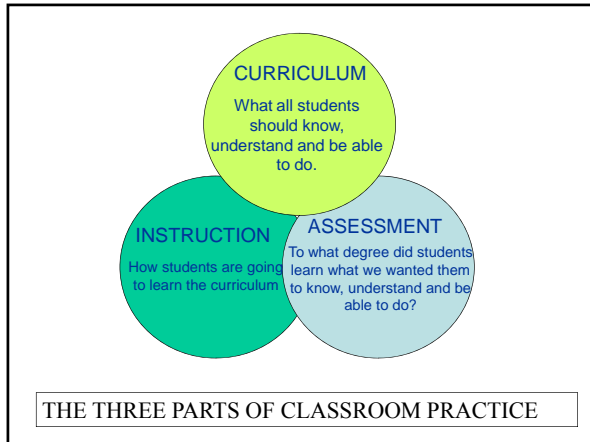 CURRICULUM
What all students
should know,
understand and be able
to do.
INSTRUCTION
How students are going
to learn the curriculum
ASSESSMENT
To what degree did students
learn what we wanted them
to know, understand and be
able to do?
THE THREE PARTS OF CLASSROOM PRACTICE